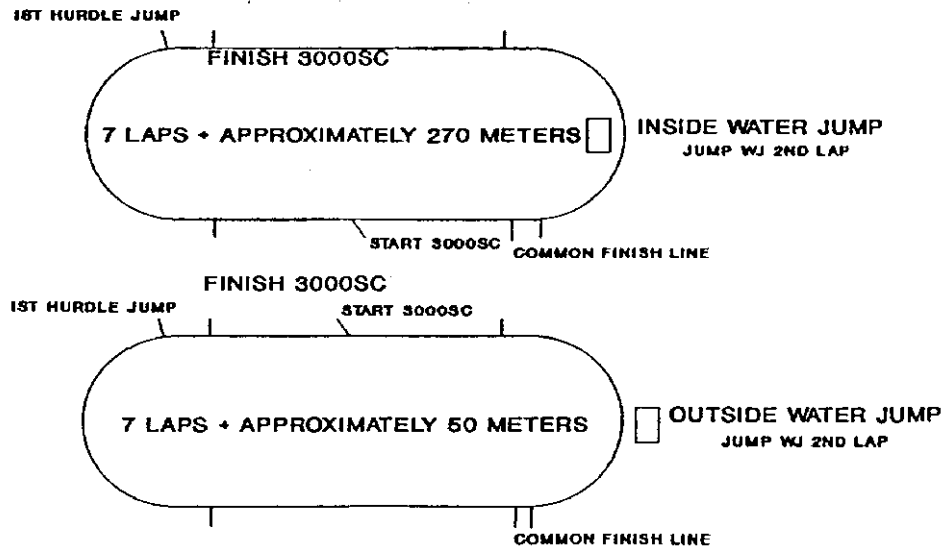 1ST HURDLE JUMP
FINISH 3000SC
7 LAPS + APPROXIMATELY 270 METERS
INSIDE WATER JUMP
JUMP WJ 2ND LAP
START 3000SC
COMMON FINISH LINE
FINISH 3000SC
1ST HURDLE JUMP
START 3000SC
7 LAPS + APPROXIMATELY 50 METERS
OUTSIDE WATER JUMP
JUMP WJ 2ND LAP
COMMON FINISH LINE